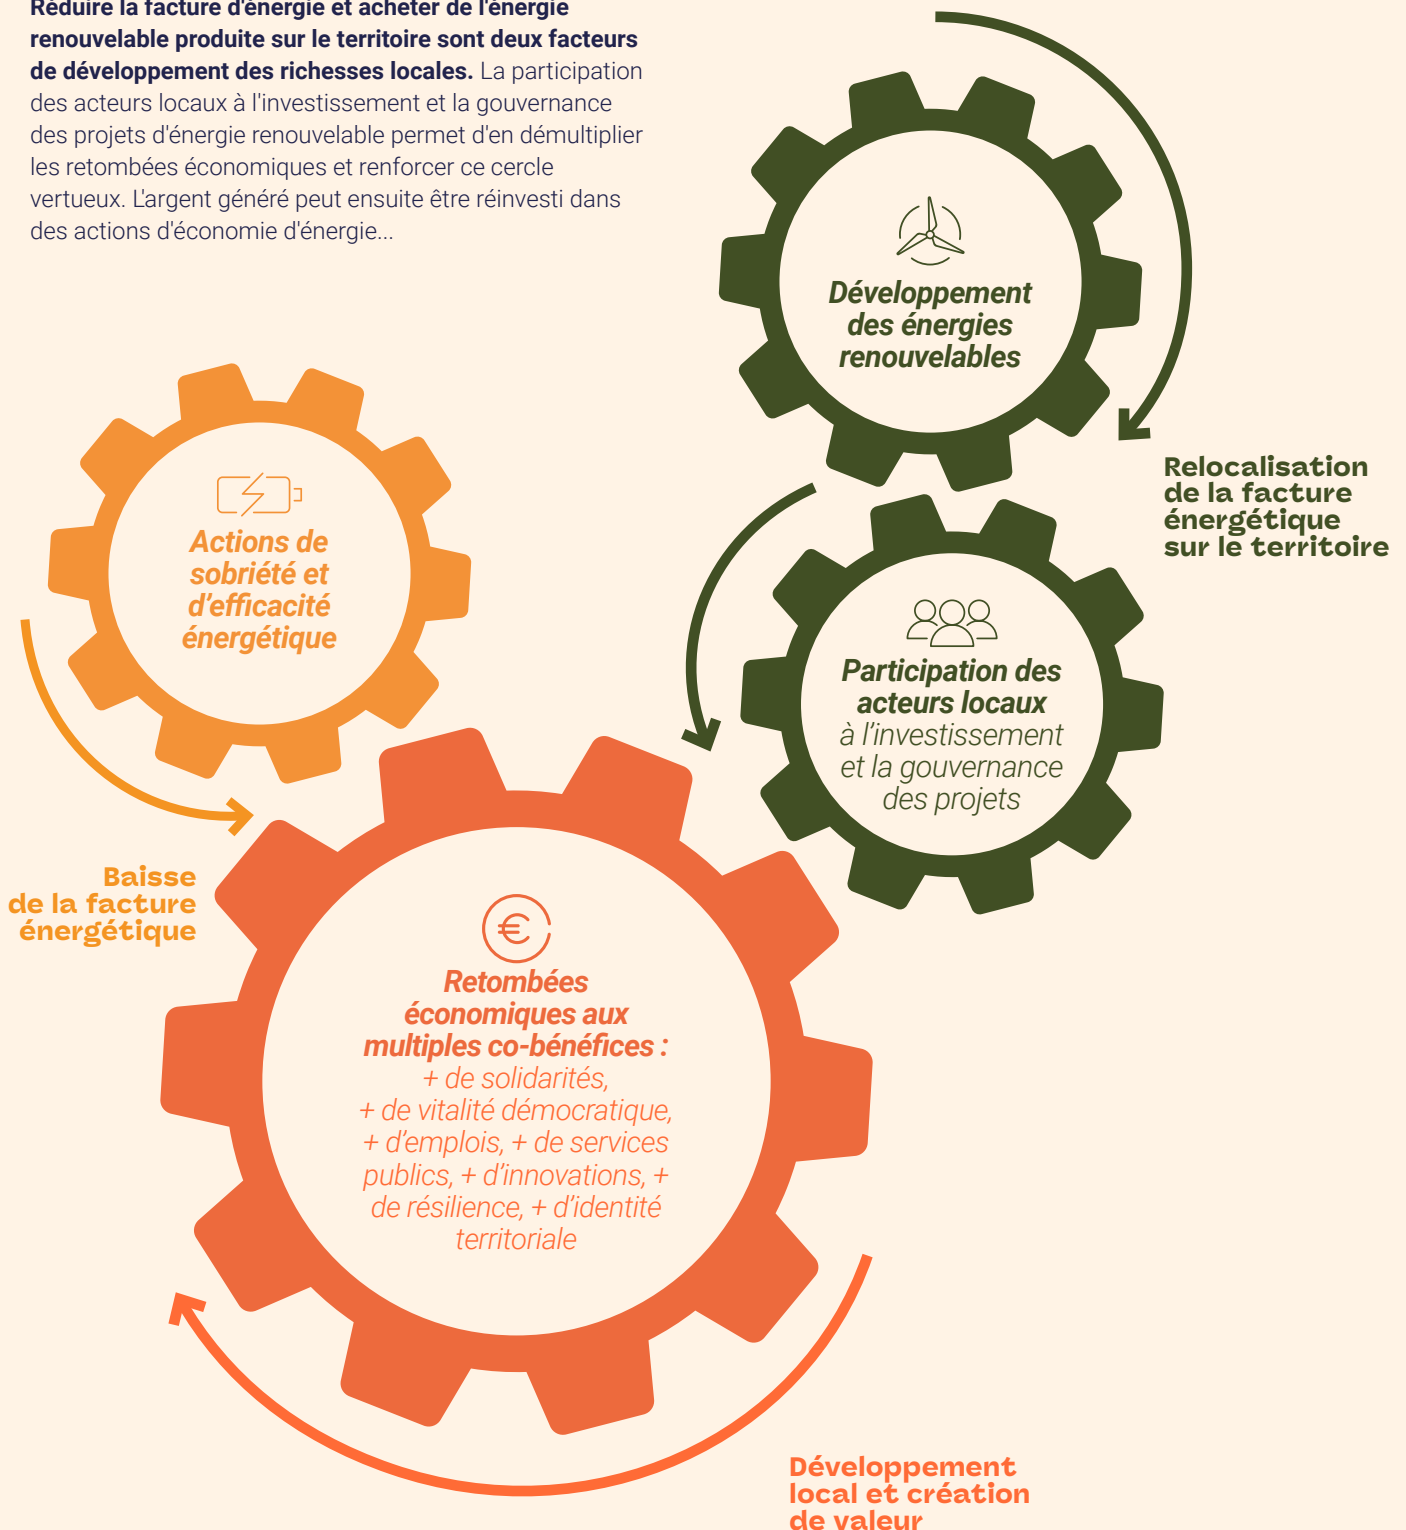 Réduire la facture d'énergie et acheter de l'énergie
renouvelable produite sur le territoire sont deux facteurs
de développement des richesses locales. La participation
des acteurs locaux à l'investissement et la gouvernance
des projets d'énergie renouvelable permet d'en démultiplier
les retombées économiques et renforcer ce cercle
vertueux. L'argent généré peut ensuite être réinvesti dans
des actions d'économie d'énergie...
Développement
des énergies
renouvelables
Relocalisation
de la facture
énergétique
sur le territoire
Actions de
sobriété et
d’efficacité
énergétique
Participation des
acteurs locaux
à l’investissement
et la gouvernance
des projets
Baisse
de la facture
énergétique
€
Retombées
économiques aux
multiples co-bénéfices :
+ de solidarités,
+ de vitalité démocratique,
+ d’emplois, + de services
publics, + d’innovations, +
de résilience, + d’identité
territoriale
Développement
local et création
de valeur